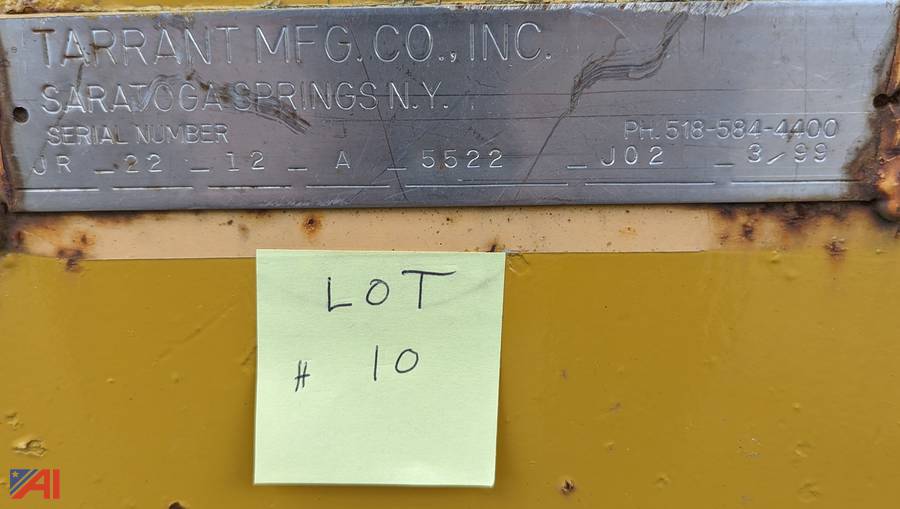 TARRANT MFG. CO., INC.
SARATOGA SPRINGS N.Y.
SERIAL NUMBER PH. 518-584-4400
JR _ 22 _ 12 _ A _ 5522 _ J02 _ 3/99
LOT
# 10
AI